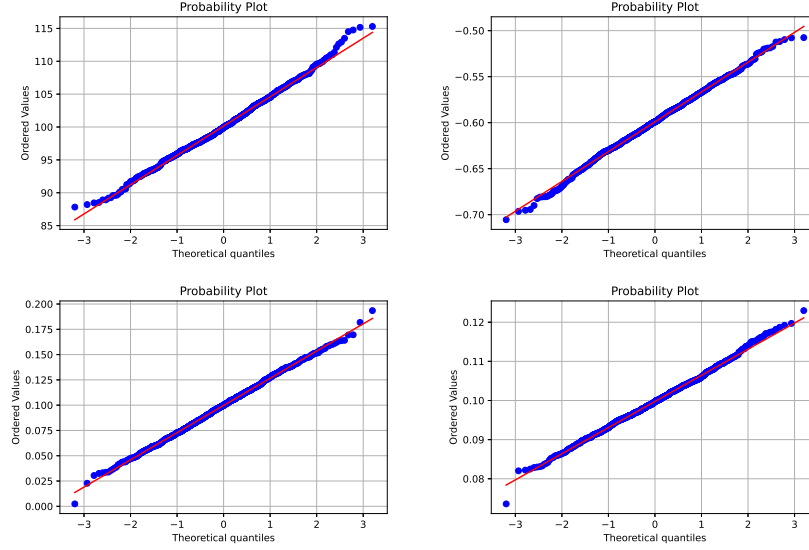 Probability Plot
Ordered Values
115
110
105
100
95
90
85
−3 −2 −1 0 1 2 3
Theoretical quantiles
Probability Plot
Ordered Values
−0.50
−0.55
−0.60
−0.65
−0.70
−3 −2 −1 0 1 2 3
Theoretical quantiles
Probability Plot
Ordered Values
0.200
0.175
0.150
0.125
0.100
0.075
0.050
0.025
0.000
−3 −2 −1 0 1 2 3
Theoretical quantiles
Probability Plot
Ordered Values
0.12
0.11
0.10
0.09
0.08
−3 −2 −1 0 1 2 3
Theoretical quantiles